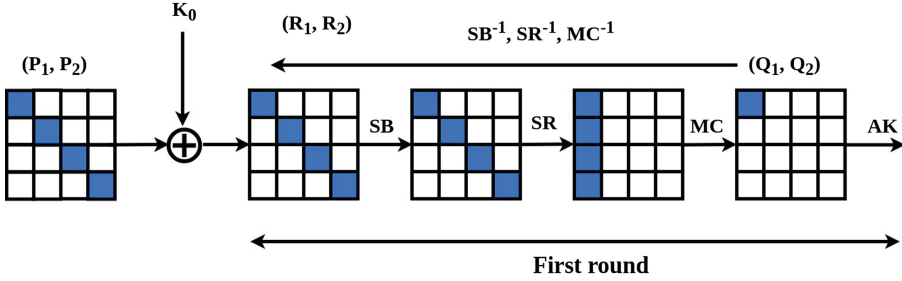 K₀
(R₁, R₂)
SB⁻¹, SR⁻¹, MC⁻¹
(P₁, P₂)
(Q₁, Q₂)
SB
SR
MC
AK
First round